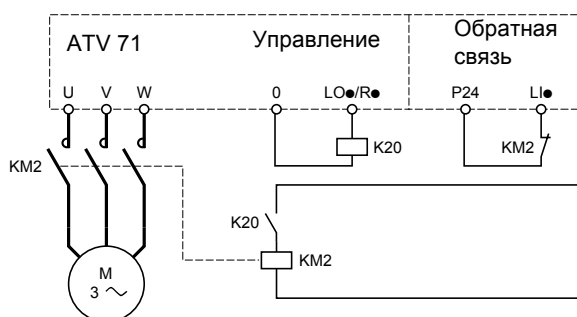 ATV 71
Управление
Обратная
связь
U V W 0 LO●/R● P24 LI●
K20
KM2
KM2
K20
KM2
M
3 ~